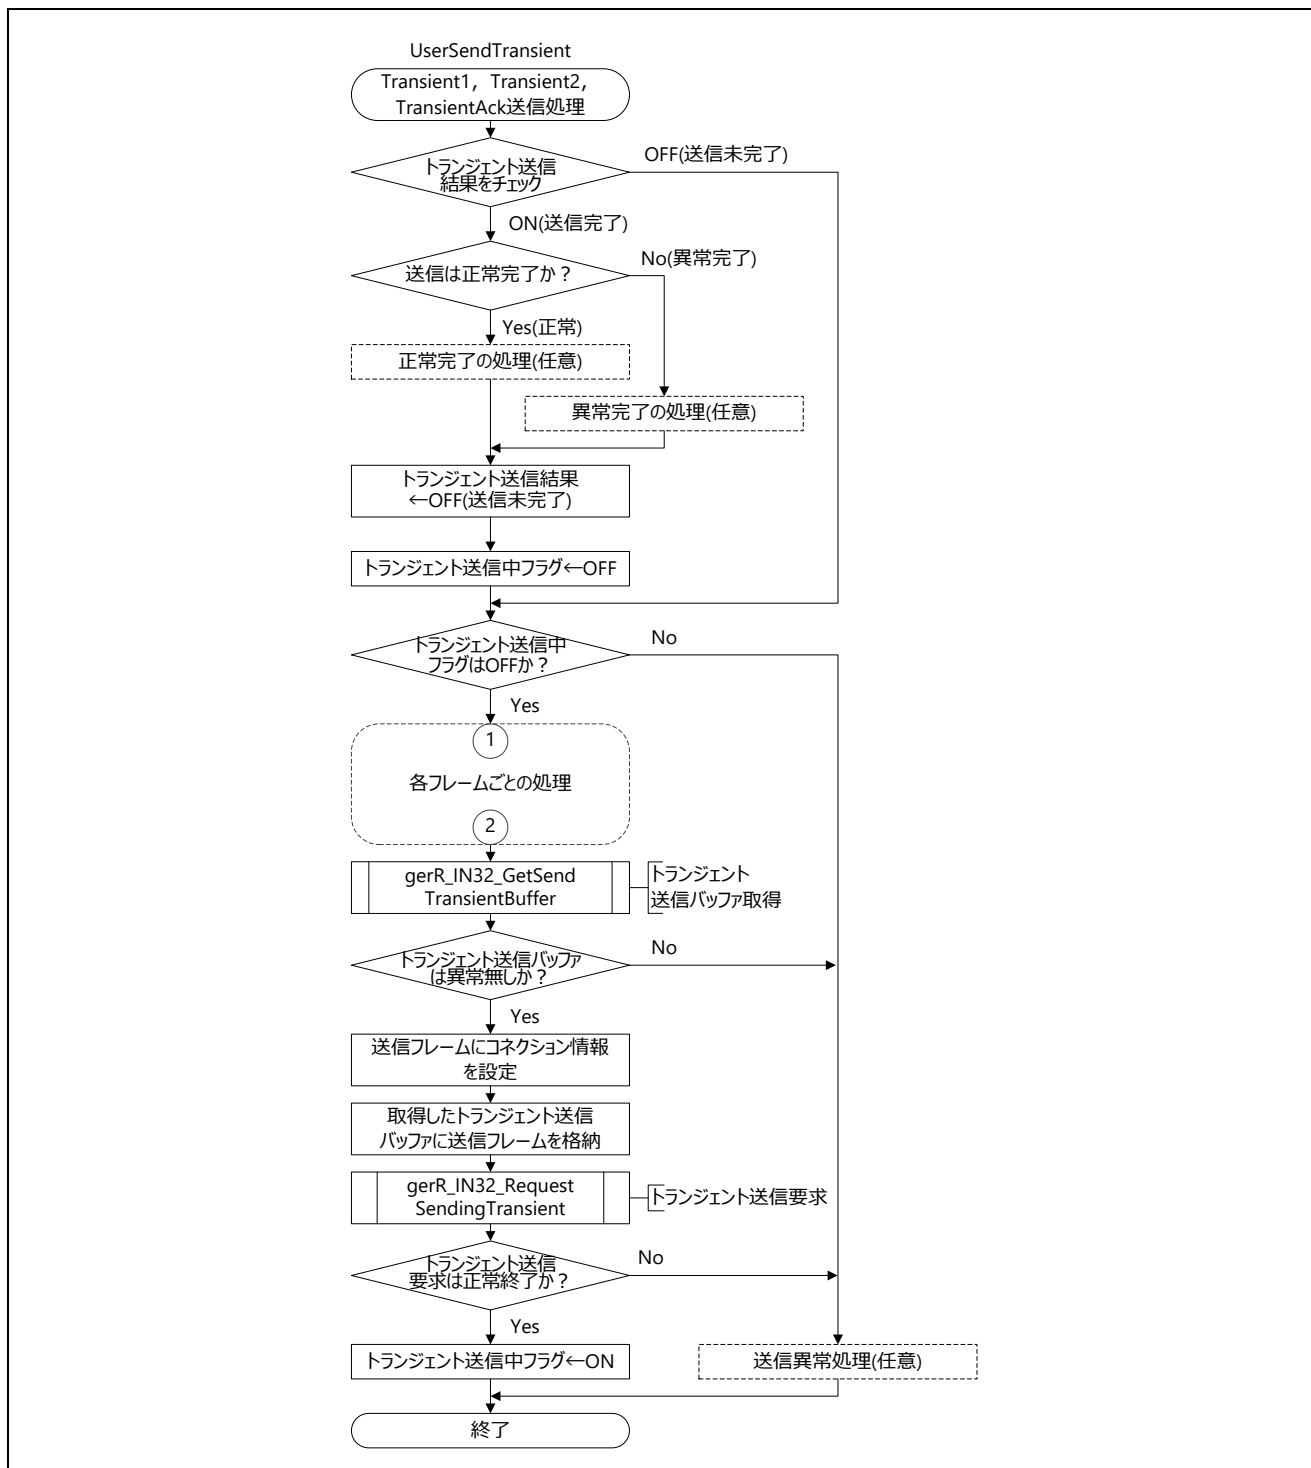 UserSendTransient
Transient1，Transient2，
TransientAck送信処理
トランジェント送信
結果をチェック
OFF(送信未完了)
ON(送信完了)
送信は正常完了か？
No(異常完了)
Yes(正常)
正常完了の処理(任意)
異常完了の処理(任意)
トランジェント送信結果
←OFF(送信未完了)
トランジェント送信中フラグ←OFF
トランジェント送信中
フラグはOFFか？
No
Yes
1
各フレームごとの処理
2
gerR_IN32_GetSend
TransientBuffer
トランジェント
送信バッファ取得
トランジェント送信バッファ
は異常無しか？
No
Yes
送信フレームにコネクション情報
を設定
取得したトランジェント送信
バッファに送信フレームを格納
gerR_IN32_Request
SendingTransient
トランジェント送信要求
トランジェント送信
要求は正常終了か？
No
Yes
トランジェント送信中フラグ←ON
送信異常処理(任意)
終了